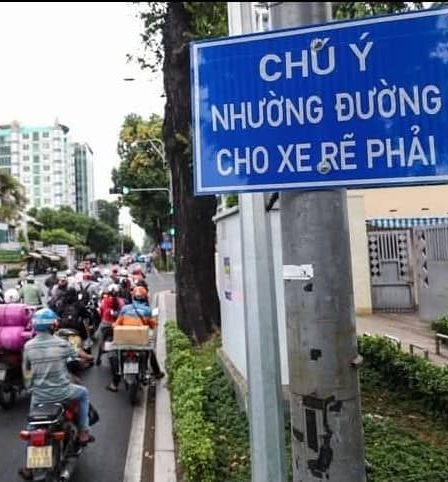 CHÚ Ý
NHƯỜNG ĐƯỜNG
CHO XE RẼ PHẢI